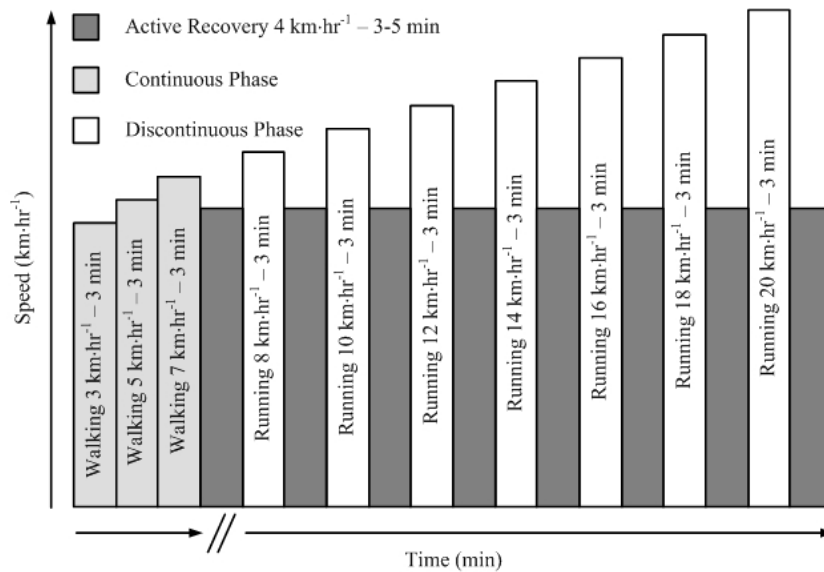 Active Recovery 4 km·hr⁻¹ – 3-5 min
Continuous Phase
Discontinuous Phase
Speed (km·hr⁻¹)
Walking 3 km·hr⁻¹ – 3 min
Walking 5 km·hr⁻¹ – 3 min
Walking 7 km·hr⁻¹ – 3 min
Running 8 km·hr⁻¹ – 3 min
Running 10 km·hr⁻¹ – 3 min
Running 12 km·hr⁻¹ – 3 min
Running 14 km·hr⁻¹ – 3 min
Running 16 km·hr⁻¹ – 3 min
Running 18 km·hr⁻¹ – 3 min
Running 20 km·hr⁻¹ – 3 min
Time (min)